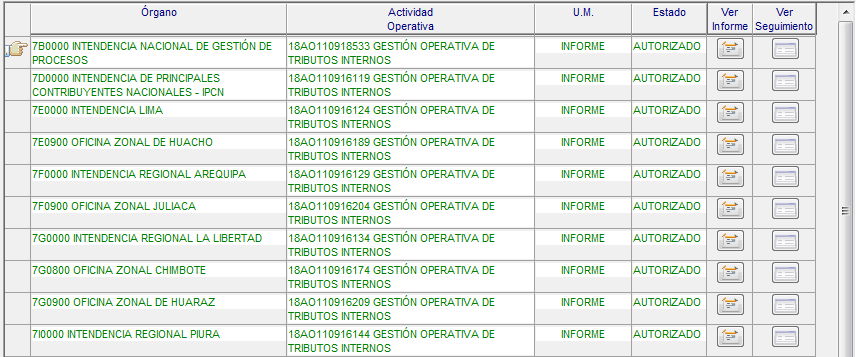 Órgano Actividad Operativa U.M. Estado Ver Informe Ver Seguimiento
7B0000 INTENDENCIA NACIONAL DE GESTIÓN DE 18AO110918533 GESTIÓN OPERATIVA DE INFORME AUTORIZADO
PROCESOS TRIBUTOS INTERNOS
7D0000 INTENDENCIA DE PRINCIPALES 18AO110916119 GESTIÓN OPERATIVA DE INFORME AUTORIZADO
CONTRIBUYENTES NACIONALES - IPCN TRIBUTOS INTERNOS
7E0000 INTENDENCIA LIMA 18AO110916124 GESTIÓN OPERATIVA DE INFORME AUTORIZADO
TRIBUTOS INTERNOS
7E0900 OFICINA ZONAL DE HUACHO 18AO110916189 GESTIÓN OPERATIVA DE INFORME AUTORIZADO
TRIBUTOS INTERNOS
7F0000 INTENDENCIA REGIONAL AREQUIPA 18AO110916129 GESTIÓN OPERATIVA DE INFORME AUTORIZADO
TRIBUTOS INTERNOS
7F0900 OFICINA ZONAL JULIACA 18AO110916204 GESTIÓN OPERATIVA DE INFORME AUTORIZADO
TRIBUTOS INTERNOS
7G0000 INTENDENCIA REGIONAL LA LIBERTAD 18AO110916134 GESTIÓN OPERATIVA DE INFORME AUTORIZADO
TRIBUTOS INTERNOS
7G0800 OFICINA ZONAL CHIMBOTE 18AO110916174 GESTIÓN OPERATIVA DE INFORME AUTORIZADO
TRIBUTOS INTERNOS
7G0900 OFICINA ZONAL DE HUARAZ 18AO110916209 GESTIÓN OPERATIVA DE INFORME AUTORIZADO
TRIBUTOS INTERNOS
7I0000 INTENDENCIA REGIONAL PIURA 18AO110916144 GESTIÓN OPERATIVA DE INFORME AUTORIZADO
TRIBUTOS INTERNOS